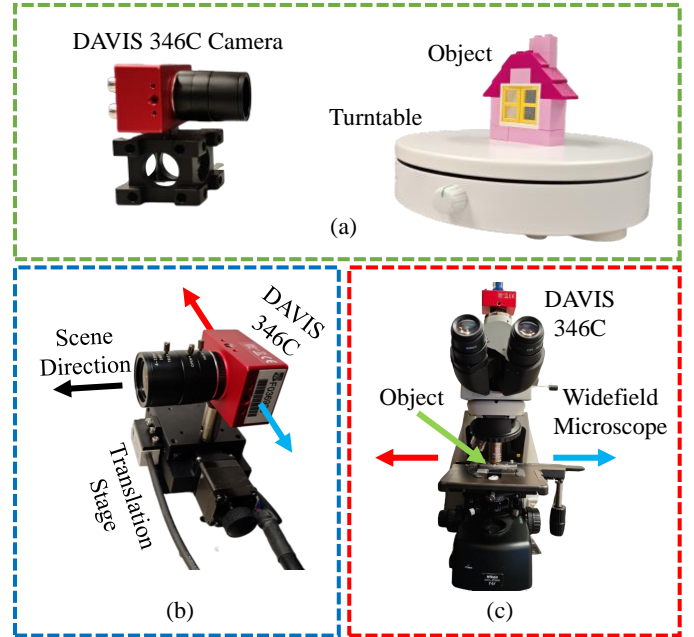 DAVIS 346C Camera
Object
Turntable
(a)
DAVIS
346C
Scene
Direction
Translation
Stage
(b)
DAVIS
346C
Object
Widefield
Microscope
(c)